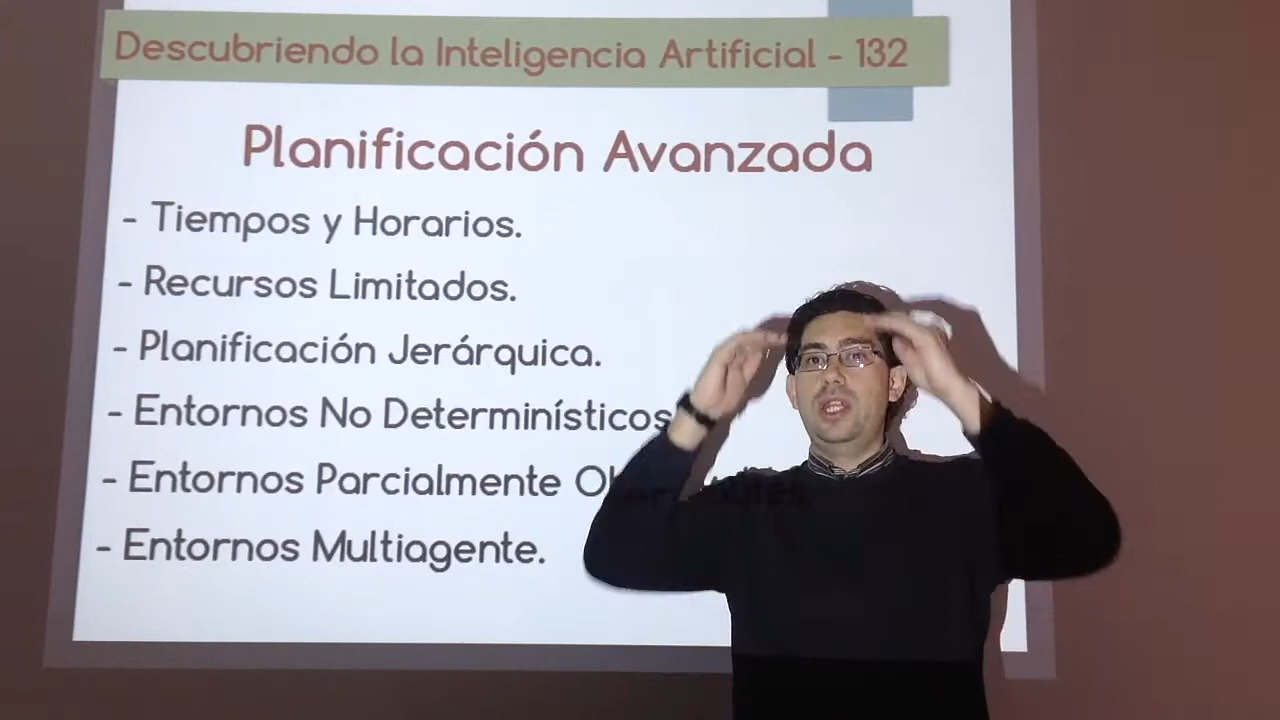 Descubriendo la Inteligencia Artificial - 132
Planificación Avanzada
- Tiempos y Horarios.
- Recursos Limitados.
- Planificación Jerárquica.
- Entornos No Determinísticos
- Entornos Parcialmente
- Entornos Multiagente.